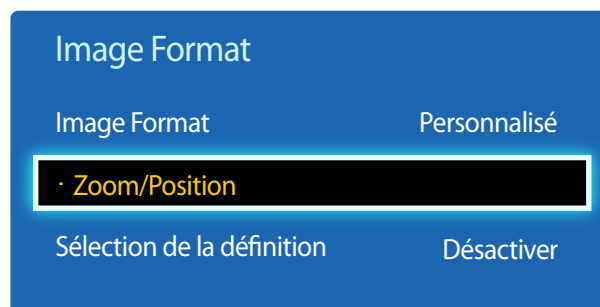 Image Format
Image Format Personnalisé
· Zoom/Position
Sélection de la définition Désactiver